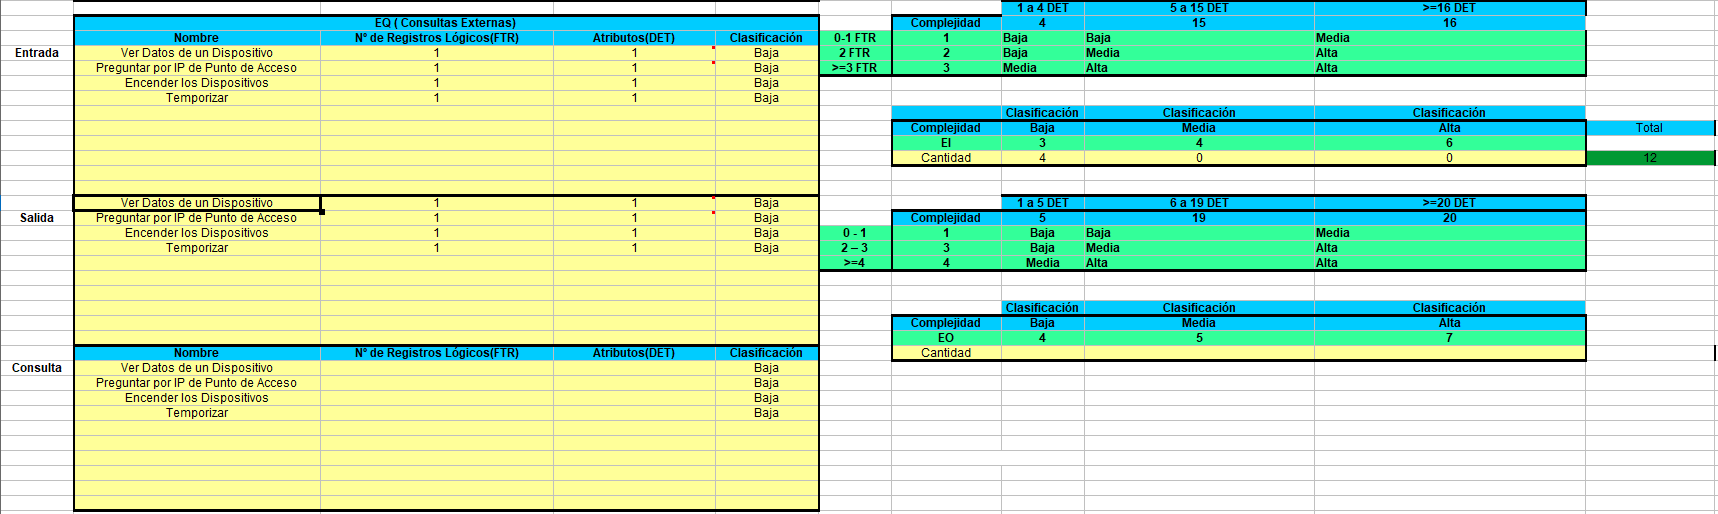 1 a 4 DET 5 a 15 DET >=16 DET
EQ ( Consultas Externas) Complejidad 4 15 16
Nombre Nº de Registros Lógicos(FTR) Atributos(DET) Clasificación 0-1 FTR 1 Baja Baja Media
Entrada Ver Datos de un Dispositivo 1 1 Baja 2 FTR 2 Baja Media Alta
Preguntar por IP de Punto de Acceso 1 1 Baja >=3 FTR 3 Media Alta Alta
Encender los Dispositivos 1 1 Baja
Temporizar 1 1 Baja
Clasificación Clasificación Clasificación
Complejidad Baja Media Alta Total
EI 3 4 6
Cantidad 4 0 0 12
Ver Datos de un Dispositivo 1 1 Baja 1 a 5 DET 6 a 19 DET >=20 DET
Salida Preguntar por IP de Punto de Acceso 1 1 Baja Complejidad 5 19 20
Encender los Dispositivos 1 1 Baja 0 - 1 1 Baja Baja Media
Temporizar 1 1 Baja 2 – 3 3 Baja Media Alta
>=4 4 Media Alta Alta
Clasificación Clasificación Clasificación
Complejidad Baja Media Alta
EO 4 5 7
Nombre Nº de Registros Lógicos(FTR) Atributos(DET) Clasificación Cantidad
Consulta Ver Datos de un Dispositivo Baja
Preguntar por IP de Punto de Acceso Baja
Encender los Dispositivos Baja
Temporizar Baja